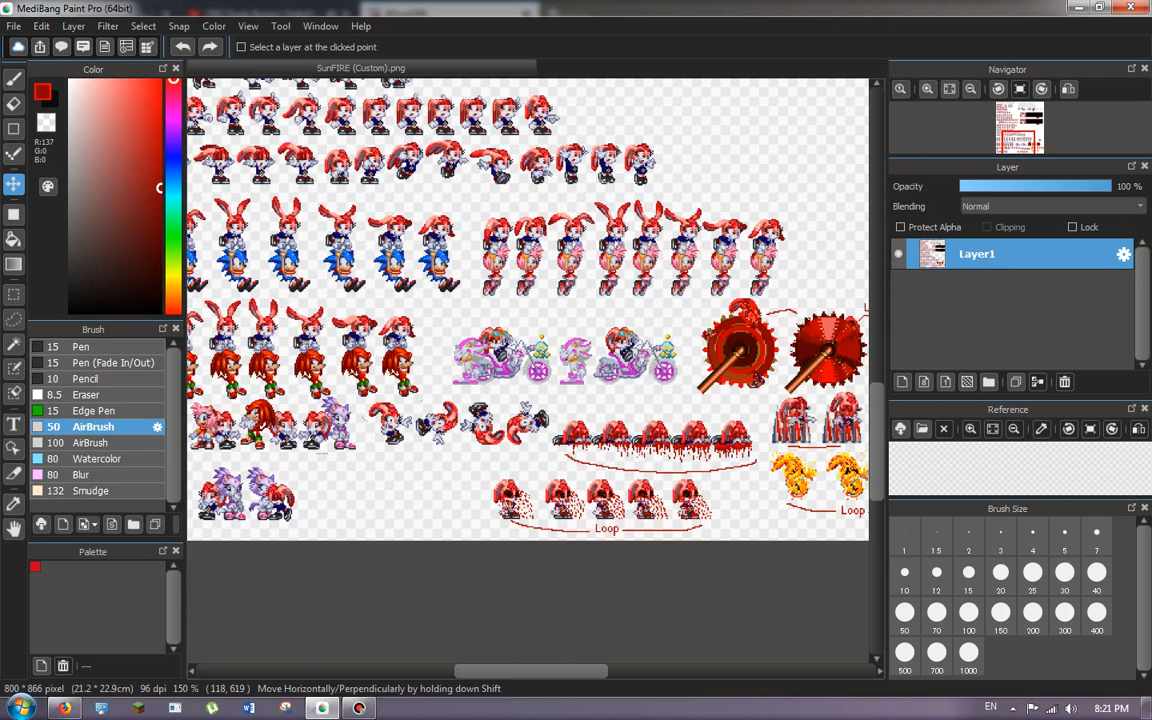 MediBang Paint Pro (64bit)
File Edit Layer Filter Select Snap Color View Tool Window Help
Select a layer at the clicked point
Color
SunFIRE (Custom).png
Navigator
R:137
G:0
B:0
Layer
Opacity 100 %
Blending Normal
Protect Alpha Clipping Lock
Layer1
Brush
15 Pen
15 Pen (Fade In/Out)
10 Pencil
8.5 Eraser
15 Edge Pen
50 AirBrush
100 AirBrush
80 Watercolor
80 Blur
132 Smudge
Reference
Loop
Loop
Brush Size
1 1.5 2 3 4 5 7
10 12 15 20 25 30 40
50 70 100 150 200 300 400
500 700 1000
Palette
---
800 * 866 pixel (21.2 * 22.9cm) 96 dpi 150 % ( 118, 619 ) Move Horizontally/Perpendicularly by holding down Shift
EN 8:21 PM